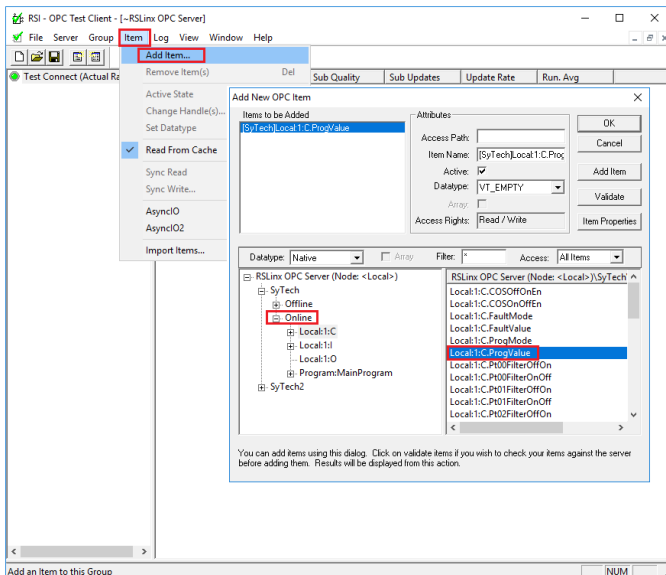 RSI - OPC Test Client - [~RSLinx OPC Server]
File Server Group Item Log View Window Help
Add Item...
Remove Item(s) Del
Active State
Change Handle(s)...
Set Datatype
Read From Cache
Sync Read
Sync Write...
AsyncIO
AsyncIO2
Import Items...
Test Connect (Actual Ra
Sub Quality Sub Updates Update Rate Run. Avg
Add New OPC Item
Items to be Added
[SyTech]Local:1:C.ProgValue
Attributes
Access Path:
Item Name: [SyTech]Local:1:C.Prog
Active:
Datatype: VT_EMPTY
Array:
Access Rights: Read / Write
OK
Cancel
Add Item
Validate
Item Properties
Datatype: Native Array Filter: * Access: All Items
RSLinx OPC Server (Node: <Local>)
SyTech
Offline
Online
Local:1:C
Local:1:I
Local:1:O
Program:MainProgram
SyTech2
RSLinx OPC Server (Node: <Local>)\SyTech\
Local:1:C.COSOffOnEn
Local:1:C.COSOnOffEn
Local:1:C.FaultMode
Local:1:C.FaultValue
Local:1:C.ProgMode
Local:1:C.ProgValue
Local:1:C.Pt00FilterOffOn
Local:1:C.Pt00FilterOnOff
Local:1:C.Pt01FilterOffOn
Local:1:C.Pt01FilterOnOff
Local:1:C.Pt02FilterOffOn
You can add items using this dialog. Click on validate items if you wish to check your items against the server
before adding them. Results will be displayed from this action.
Add an Item to this Group
NUM